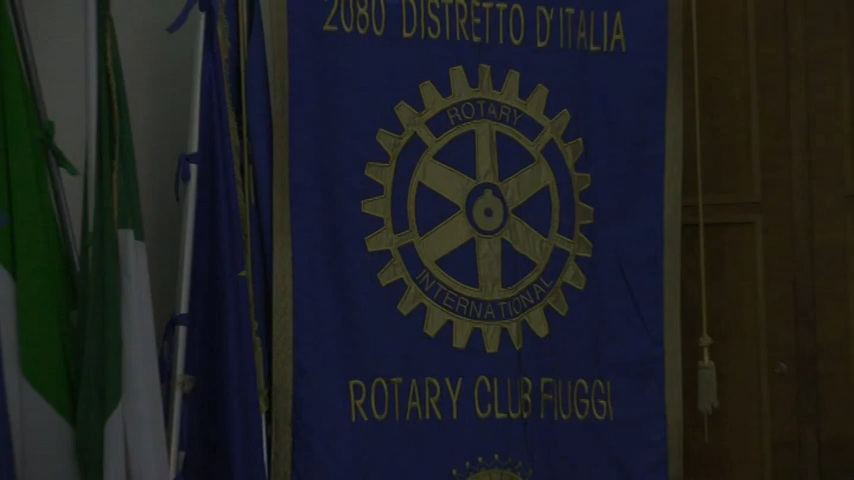 2080 DISTRETTO D'ITALIA
ROTARY
INTERNATIONAL
ROTARY CLUB FIUGGI